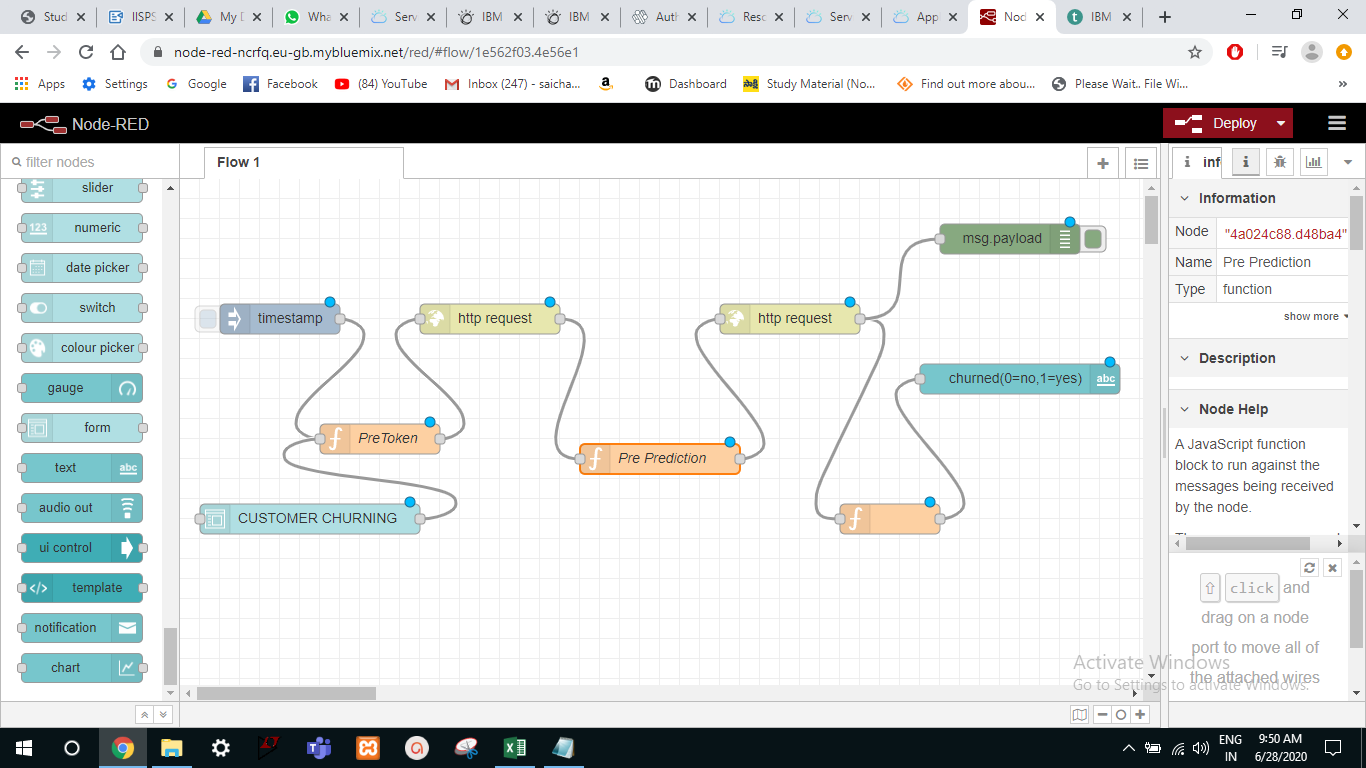 Stud
IISPS
My D
Wha
Serv
IBM
IBM
Auth
Reso
Serv
Appl
Nod
IBM
node-red-ncrfq.eu-gb.mybluemix.net/red/#flow/1e562f03.4e56e1
Apps
Settings
Google
Facebook
(84) YouTube
Inbox (247) - saicha...
Dashboard
Study Material (No...
Find out more abou...
Please Wait.. File Wi...
»
Node-RED
Deploy
filter nodes
Flow 1
inf
slider
numeric
date picker
switch
colour picker
gauge
form
text
audio out
ui control
template
notification
chart
123
abc
timestamp
http request
http request
msg.payload
churned(0=no,1=yes)
abc
PreToken
Pre Prediction
CUSTOMER CHURNING
Information
Node
"4a024c88.d48ba4"
Name
Pre Prediction
Type
function
show more
Description
Node Help
A JavaScript function
block to run against the
messages being received
by the node.
⇧ click and
drag on a node
port to move all of
the attached wires
Activate Windows
Go to Settings to activate Windows.
ENG
IN
9:50 AM
6/28/2020